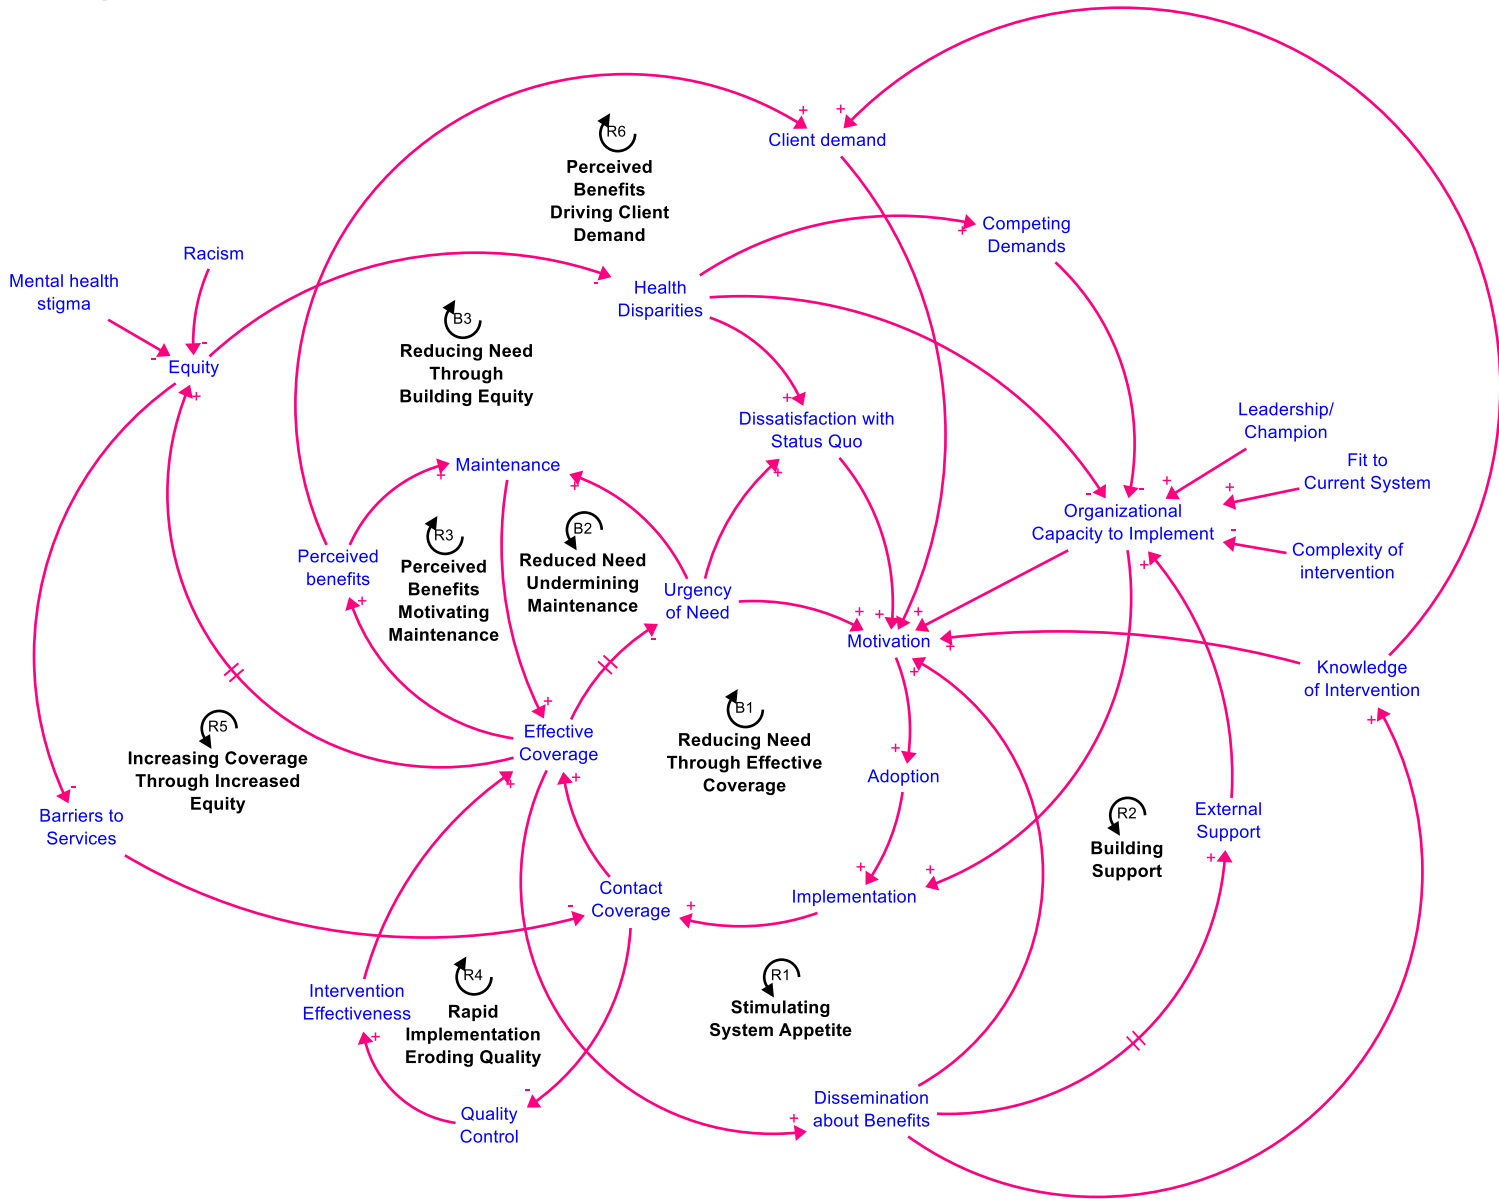 Client demand
R6
Perceived
Benefits
Driving Client
Demand
Competing
Demands
Racism
Mental health
stigma
Health
Disparities
B3
Reducing Need
Through
Building Equity
Equity
Dissatisfaction with
Status Quo
Leadership/
Champion
Fit to
Current System
Maintenance
Organizational
Capacity to Implement
Complexity of
intervention
Perceived
benefits
R3
Perceived
Benefits
Motivating
Maintenance
B2
Reduced Need
Undermining
Maintenance
Urgency
of Need
Motivation
Knowledge
of Intervention
R5
Increasing Coverage
Through Increased
Equity
Effective
Coverage
B1
Reducing Need
Through Effective
Coverage
Adoption
Barriers to
Services
R2
Building
Support
External
Support
Contact
Coverage
Implementation
Intervention
Effectiveness
R4
Rapid
Implementation
Eroding Quality
R1
Stimulating
System Appetite
Quality
Control
Dissemination
about Benefits